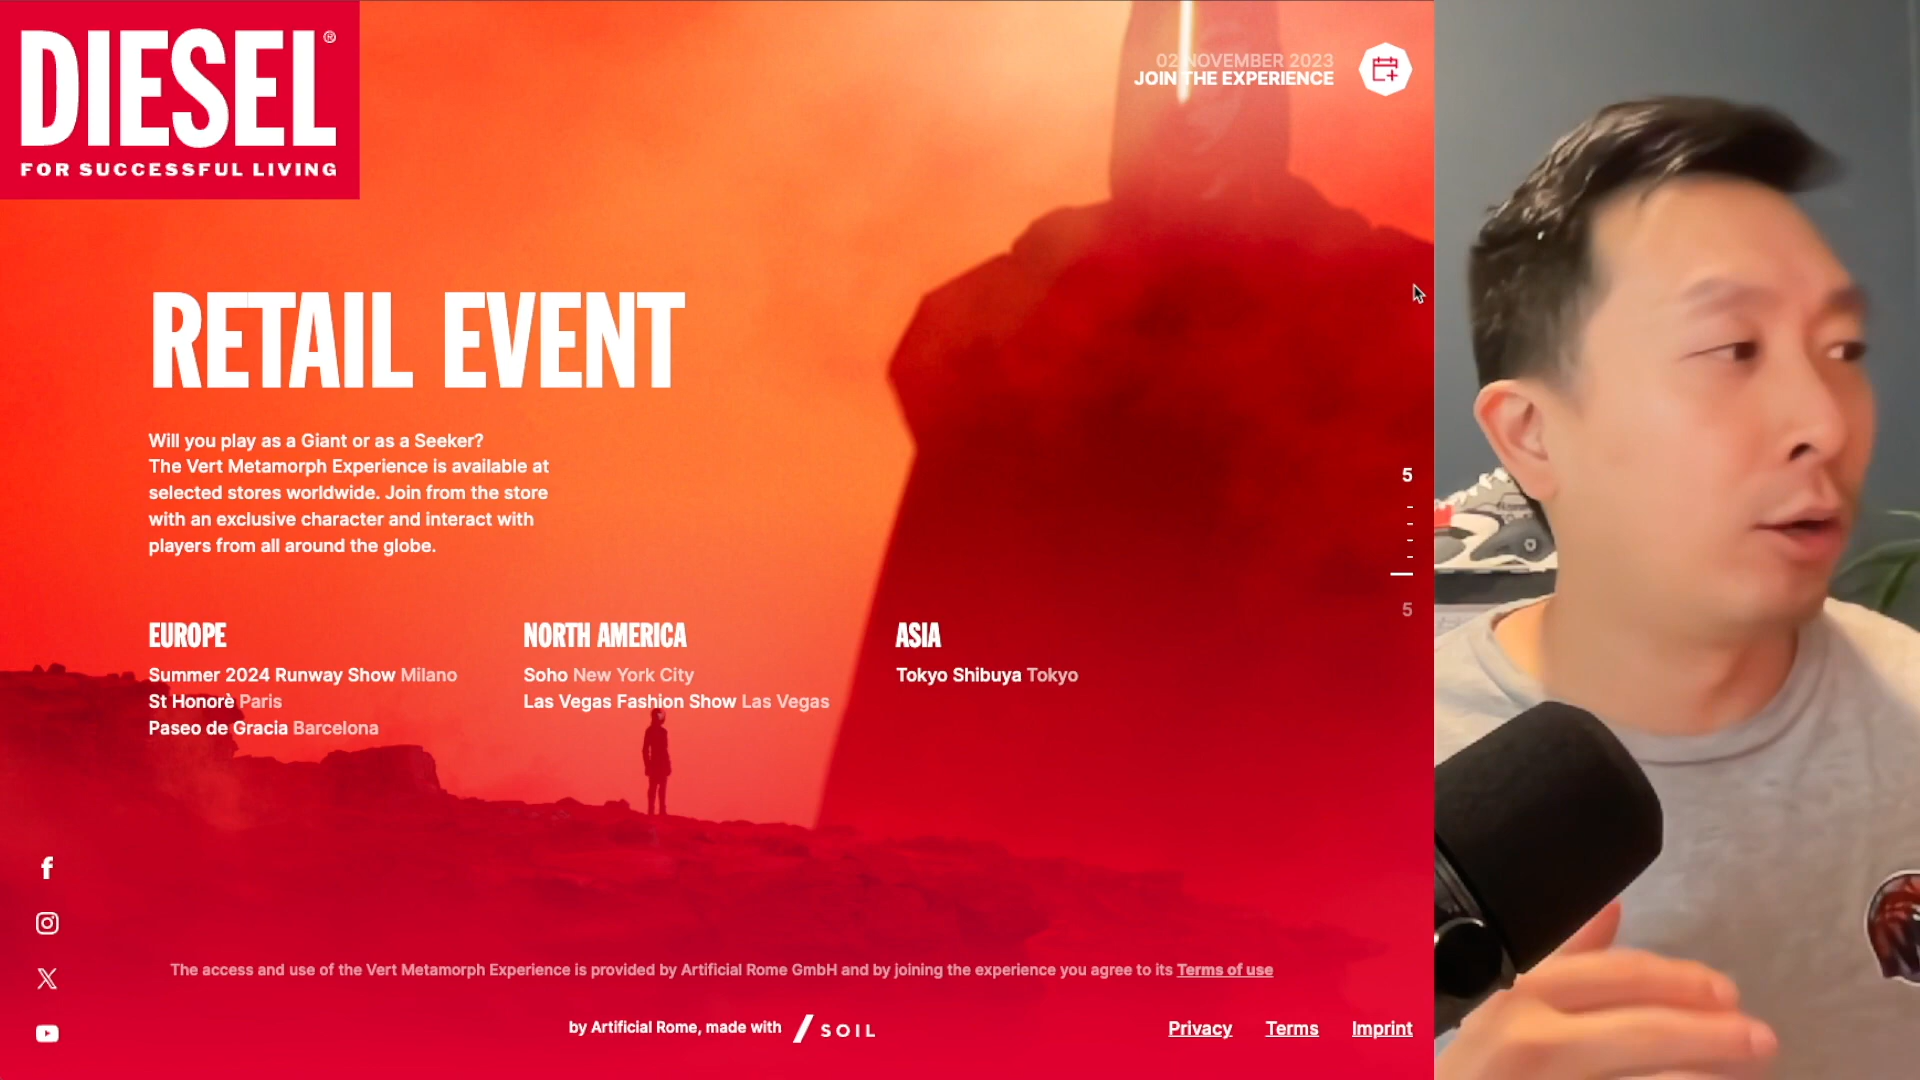 DIESEL®
FOR SUCCESSFUL LIVING
02 NOVEMBER 2023
JOIN THE EXPERIENCE
RETAIL EVENT
Will you play as a Giant or as a Seeker?
The Vert Metamorph Experience is available at
selected stores worldwide. Join from the store
with an exclusive character and interact with
players from all around the globe.
5
5
EUROPE
Summer 2024 Runway Show Milano
St Honorè Paris
Paseo de Gracia Barcelona
NORTH AMERICA
Soho New York City
Las Vegas Fashion Show Las Vegas
ASIA
Tokyo Shibuya Tokyo
The access and use of the Vert Metamorph Experience is provided by Artificial Rome GmbH and by joining the experience you agree to its Terms of use
by Artificial Rome, made with SOIL
Privacy Terms Imprint